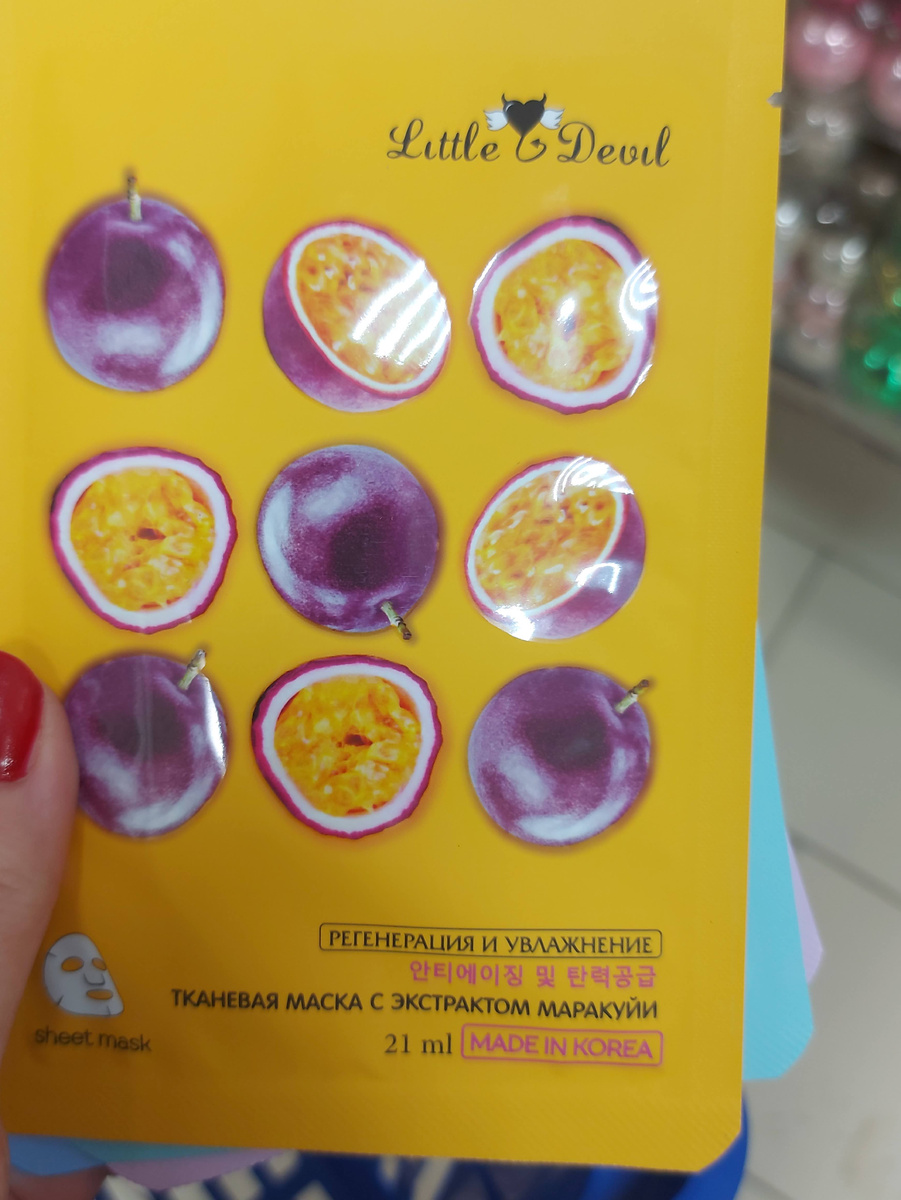 Little Devil
РЕГЕНЕРАЦИЯ И УВЛАЖНЕНИЕ
안티에이징 및 탄력공급
ТКАНЕВАЯ МАСКА С ЭКСТРАКТОМ МАРАКУЙИ
sheet mask
21 ml MADE IN KOREA